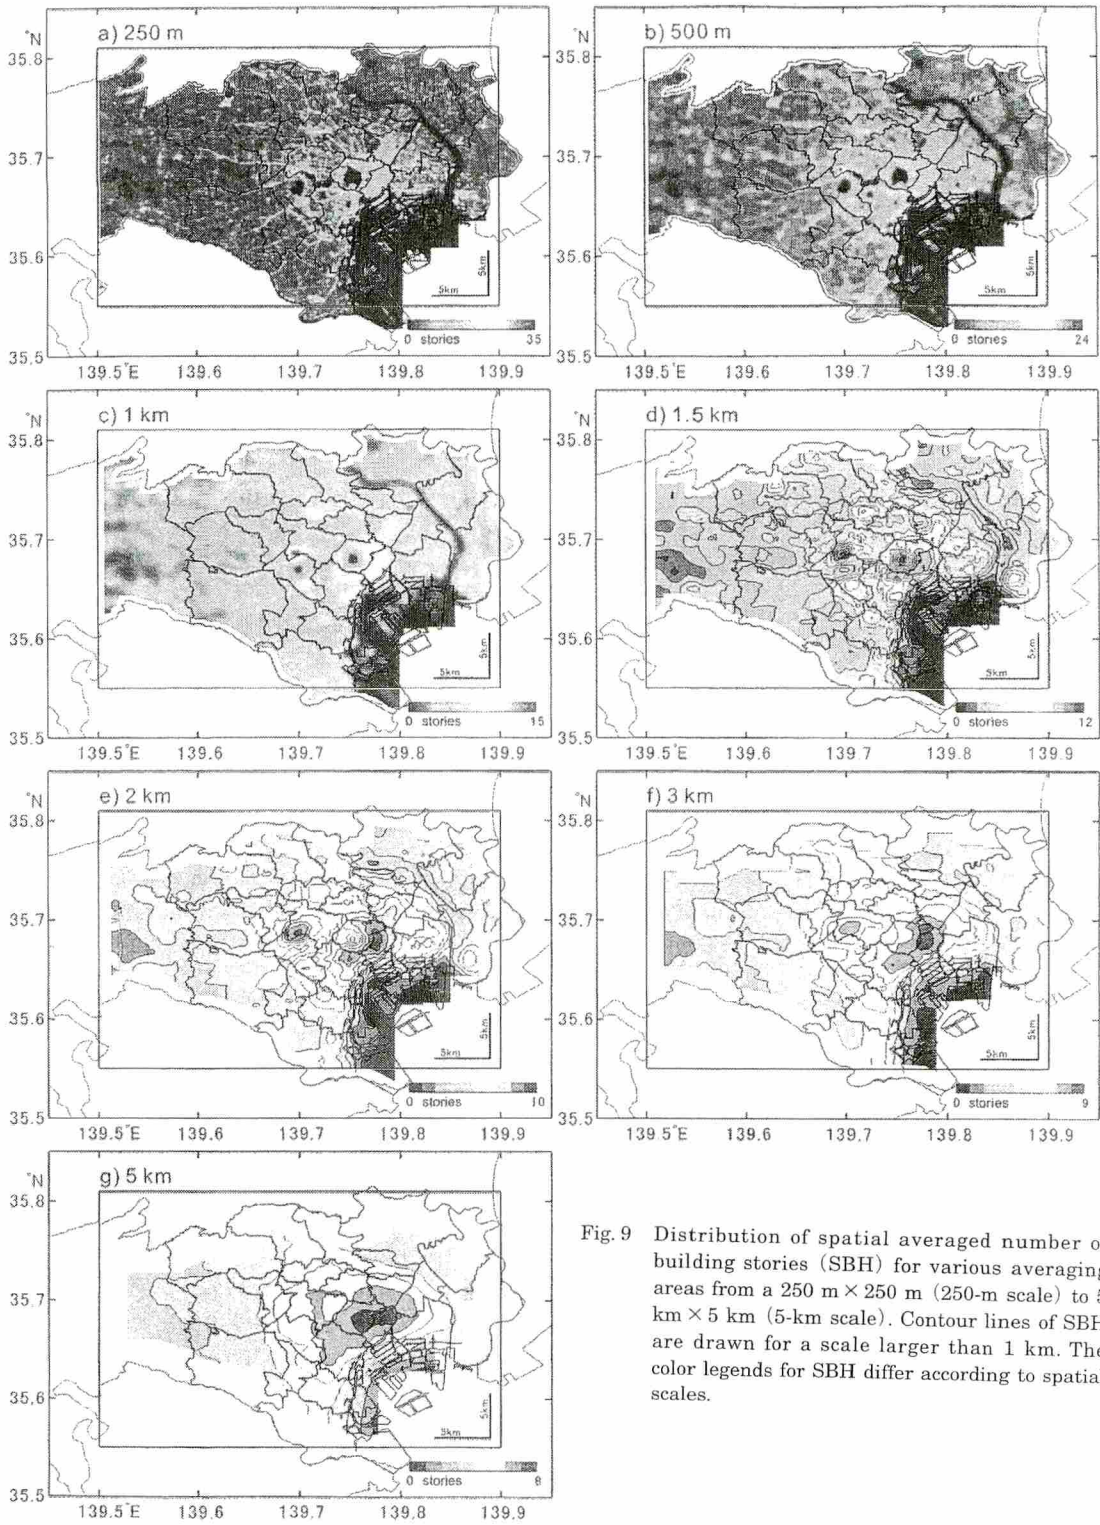 a) 250 m
°N
35.8
35.7
35.6
35.5
139.5°E 139.6 139.7 139.8 139.9
5km
5km
0 stories 35
b) 500 m
°N
35.8
35.7
35.6
35.5
139.5°E 139.6 139.7 139.8 139.9
5km
5km
0 stories 24
c) 1 km
°N
35.8
35.7
35.6
35.5
139.5°E 139.6 139.7 139.8 139.9
5km
5km
0 stories 15
d) 1.5 km
°N
35.8
35.7
35.6
35.5
139.5°E 139.6 139.7 139.8 139.9
5km
5km
0 stories 12
e) 2 km
°N
35.8
35.7
35.6
35.5
139.5°E 139.6 139.7 139.8 139.9
5km
5km
0 stories 10
f) 3 km
°N
35.8
35.7
35.6
35.5
139.5°E 139.6 139.7 139.8 139.9
5km
5km
0 stories 9
g) 5 km
°N
35.8
35.7
35.6
35.5
139.5°E 139.6 139.7 139.8 139.9
5km
5km
0 stories 8
Fig. 9 Distribution of spatial averaged number o
building stories (SBH) for various averaging
areas from a 250 m × 250 m (250-m scale) to 5
km × 5 km (5-km scale). Contour lines of SBH
are drawn for a scale larger than 1 km. The
color legends for SBH differ according to spatia
scales.